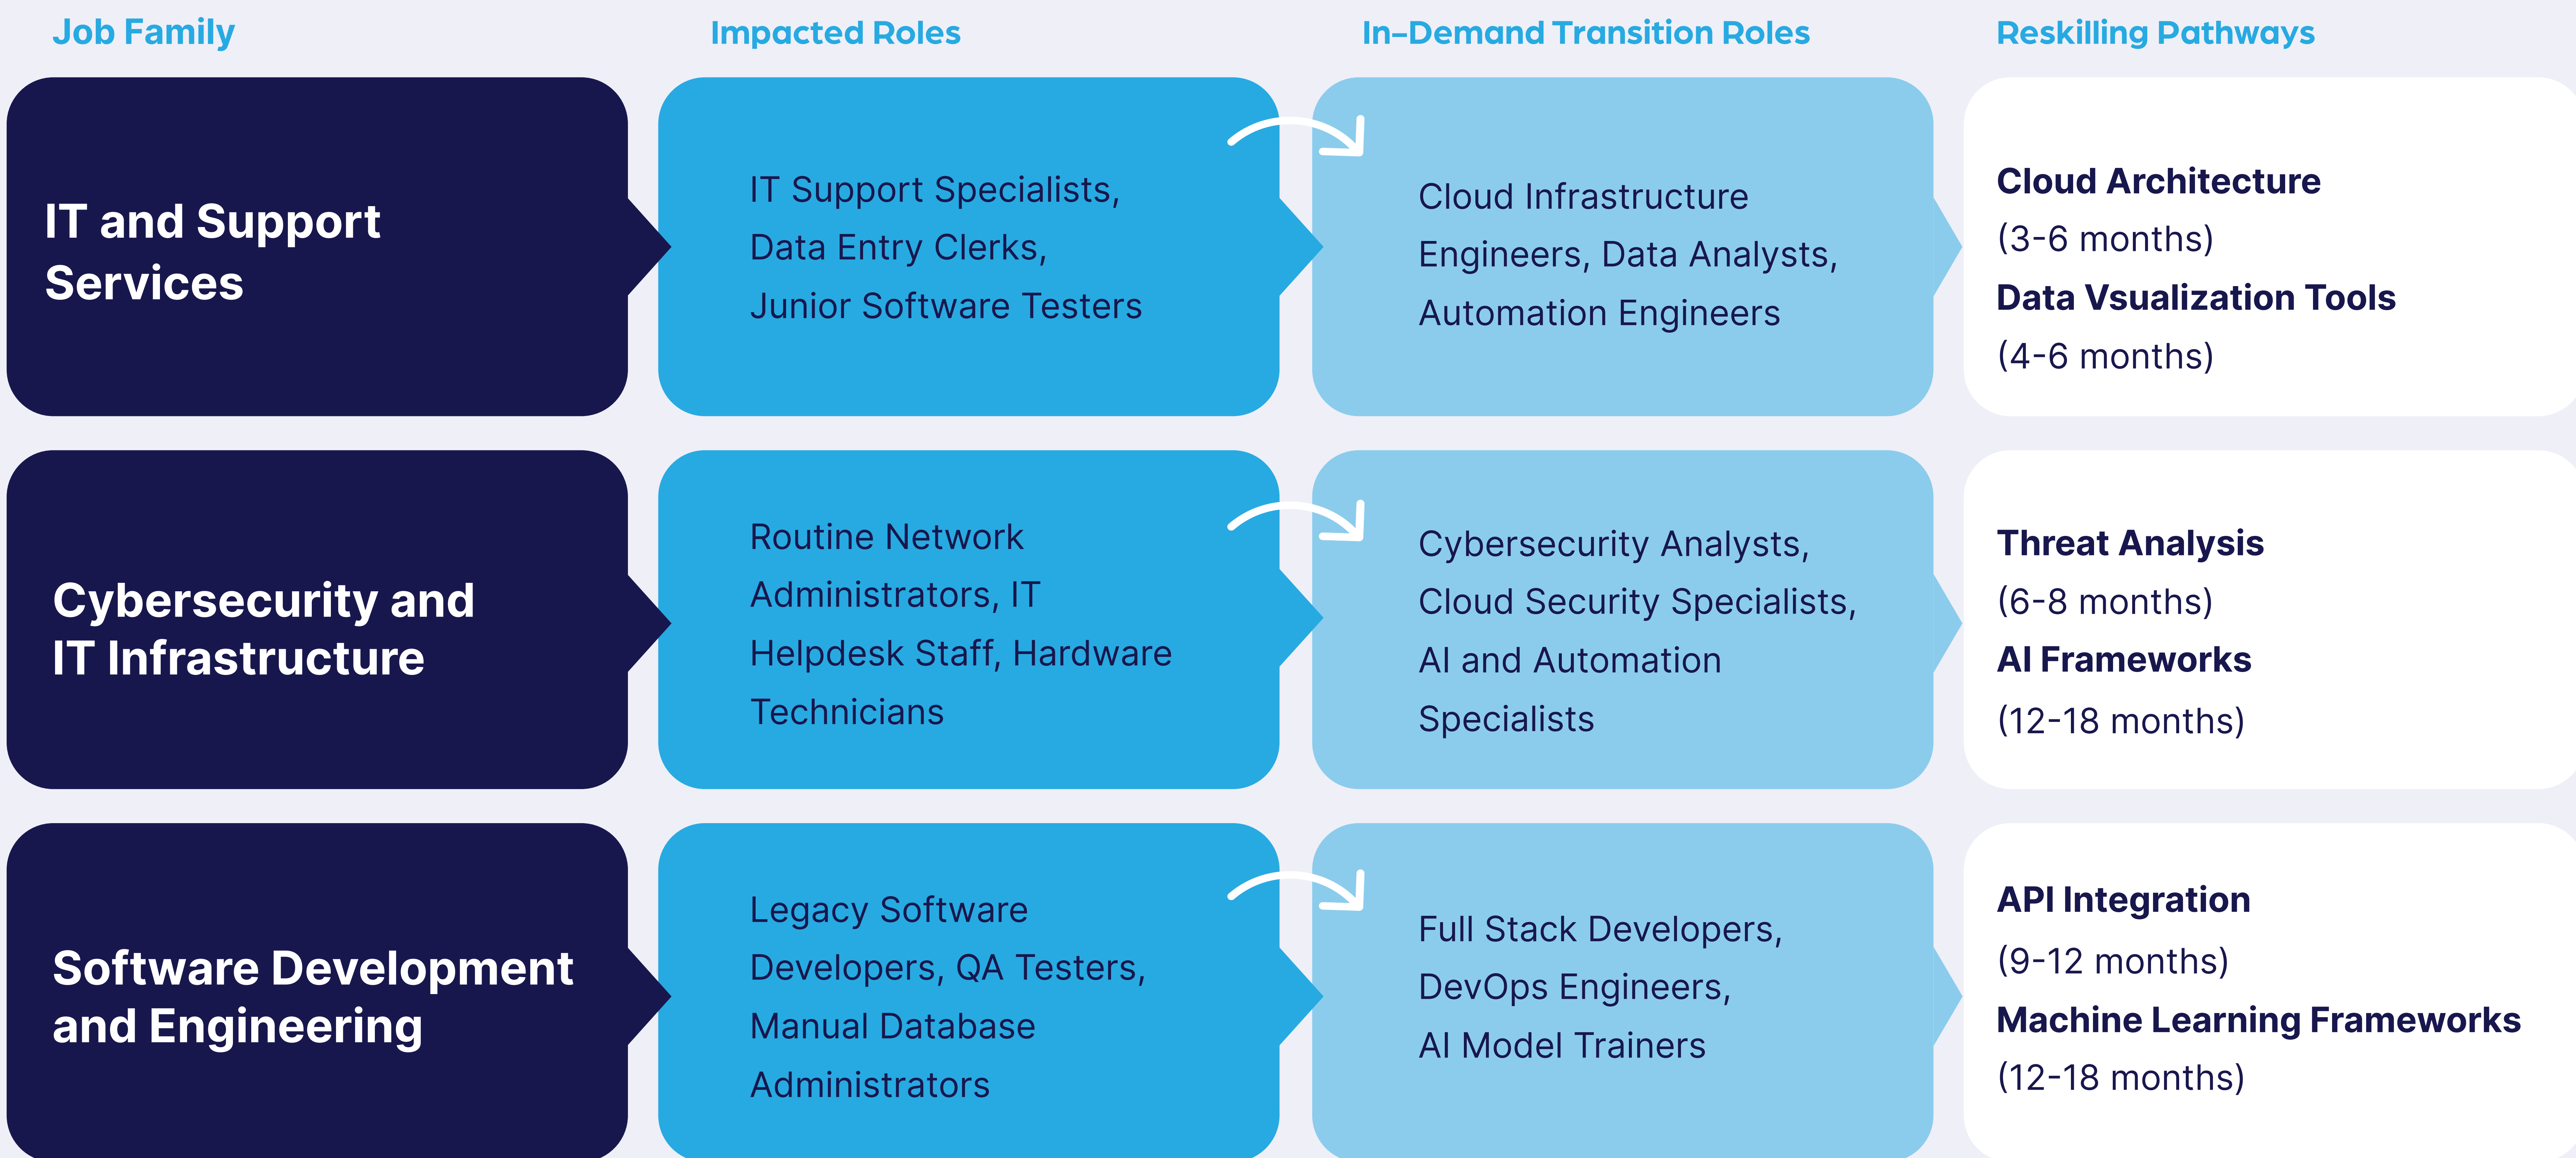 Job Family
Impacted Roles
In-Demand Transition Roles
Reskilling Pathways
IT and Support
Services
IT Support Specialists,
Data Entry Clerks,
Junior Software Testers
Cloud Infrastructure
Engineers, Data Analysts,
Automation Engineers
Cloud Architecture
(3-6 months)
Data Vsualization Tools
(4-6 months)
Cybersecurity and
IT Infrastructure
Routine Network
Administrators, IT
Helpdesk Staff, Hardware
Technicians
Cybersecurity Analysts,
Cloud Security Specialists,
AI and Automation
Specialists
Threat Analysis
(6-8 months)
AI Frameworks
(12-18 months)
Software Development
and Engineering
Legacy Software
Developers, QA Testers,
Manual Database
Administrators
Full Stack Developers,
DevOps Engineers,
AI Model Trainers
API Integration
(9-12 months)
Machine Learning Frameworks
(12-18 months)